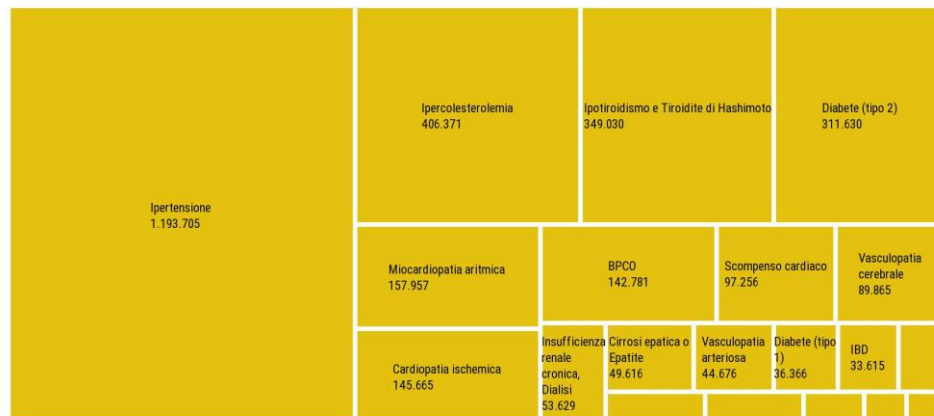 Ipertensione
1.193.705
Ipercolesterolemia
406.371
Ipotiroidismo e Tiroidite di Hashimoto
349.030
Diabete (tipo 2)
311.630
Miocardiopatia aritmica
157.957
BPCO
142.781
Scompenso cardiaco
97.256
Vasculopatia
cerebrale
89.865
Cardiopatia ischemica
145.665
Insufficienza
renale
cronica,
Dialisi
53.629
Cirrosi epatica o
Epatite
49.616
Vasculopatia
arteriosa
44.676
Diabete (tipo
1)
36.366
IBD
33.615